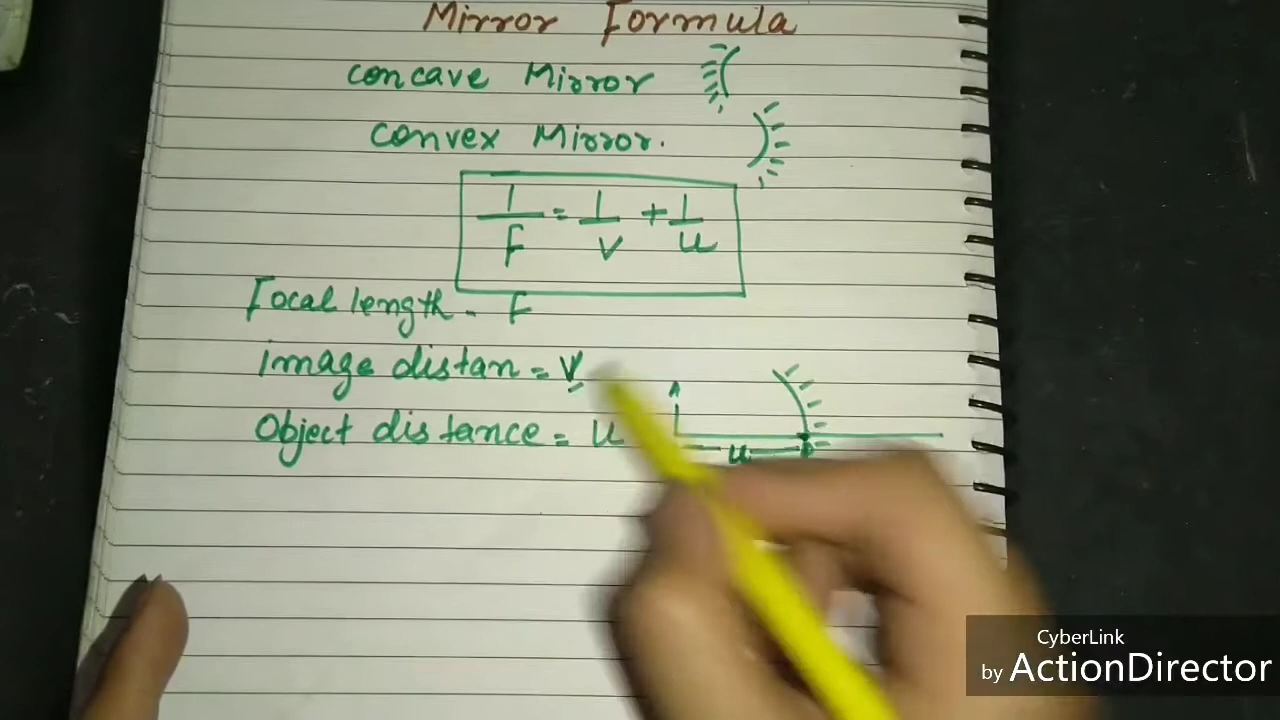 Mirror Formula
concave Mirror
Convex Mirror.
1/F = 1/V + 1/u
Focal length - F
image distan = V
Object distance = u
u
P
CyberLink
by ActionDirector